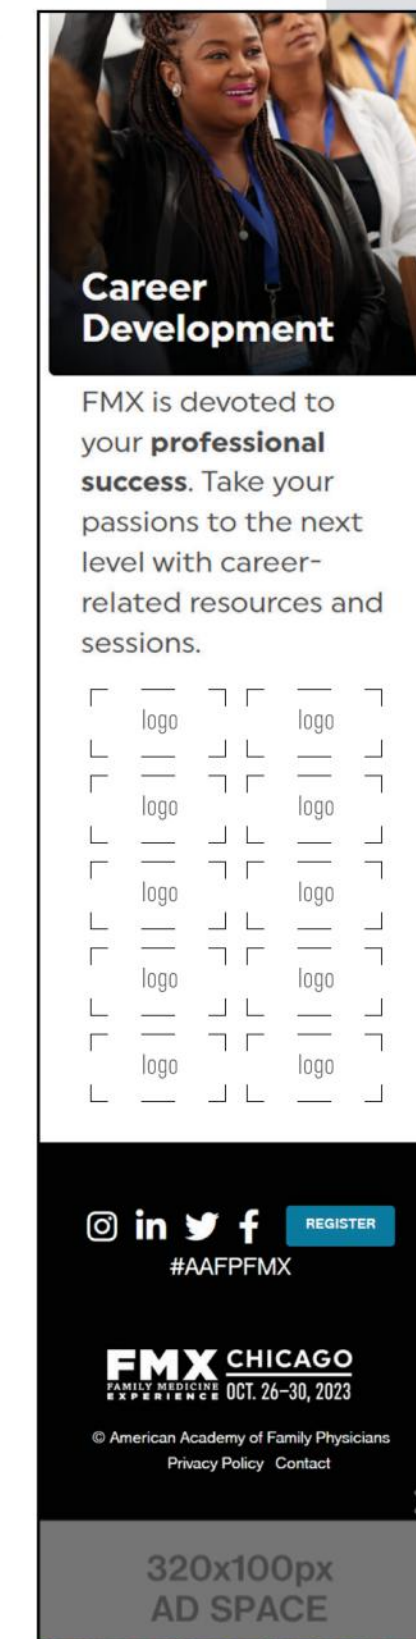 Career
Development
FMX is devoted to
your professional
success. Take your
passions to the next
level with career-
related resources and
sessions.
logo logo
logo logo
logo logo
logo logo
logo logo
REGISTER
#AAFPFMX
FMX CHICAGO
FAMILY MEDICINE
EXPERIENCE OCT. 26–30, 2023
© American Academy of Family Physicians
Privacy Policy Contact
320x100px
AD SPACE